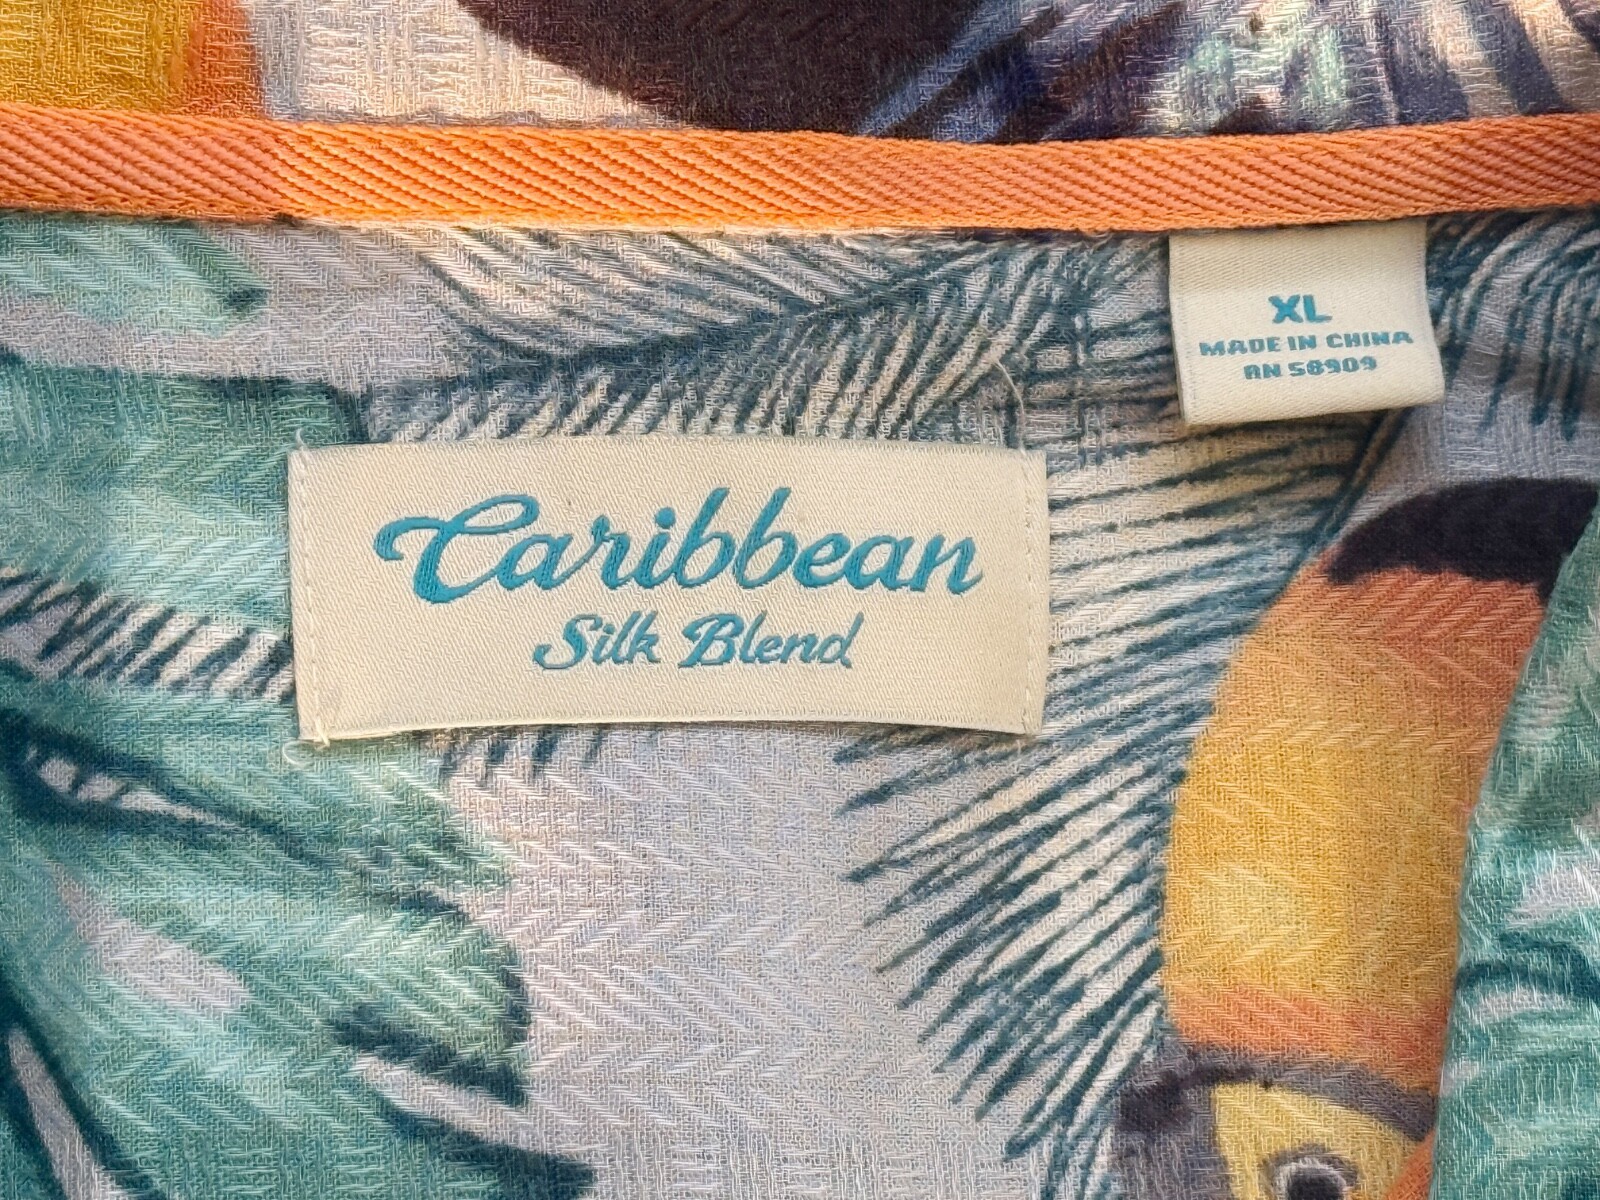 XL
MADE IN CHINA
RN 58909
Caribbean
Silk Blend